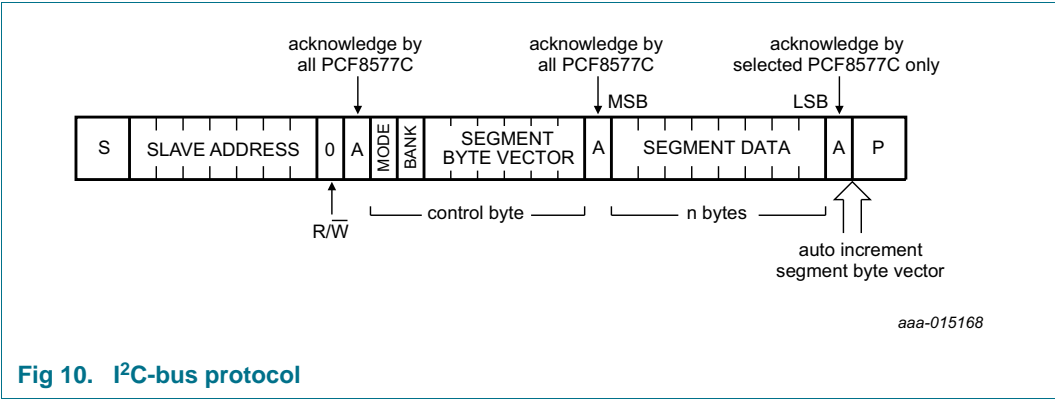 acknowledge by
all PCF8577C
acknowledge by
all PCF8577C
acknowledge by
selected PCF8577C only
MSB
LSB
S
SLAVE ADDRESS
0
A
MODE
BANK
SEGMENT
BYTE VECTOR
A
SEGMENT DATA
A
P
R/W̅
control byte
n bytes
auto increment
segment byte vector
aaa-015168
Fig 10. I²C-bus protocol